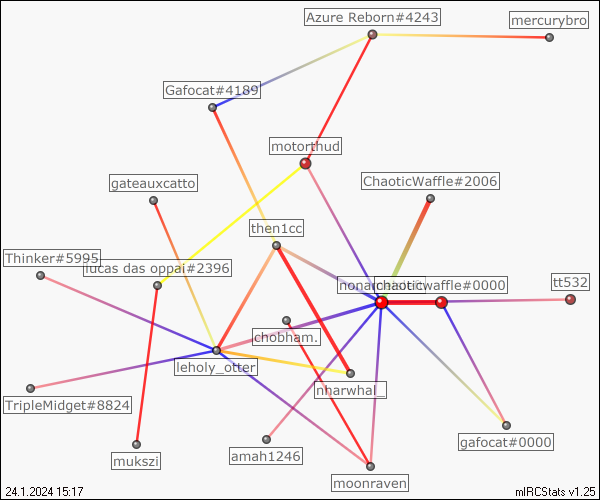 Azure Reborn#4243
mercurybro
Gafocat#4189
motorthud
gateauxcatto
ChaoticWaffle#2006
then1cc
Thinker#5995
lucas das oppai#2396
chaoticwaffle#0000
tt532
chobham.
leholy_otter
nharwhal_
TripleMidget#8824
gafocat#0000
mukszi
amah1246
moonraven
24.1.2024 15:17
mIRCStats v1.25